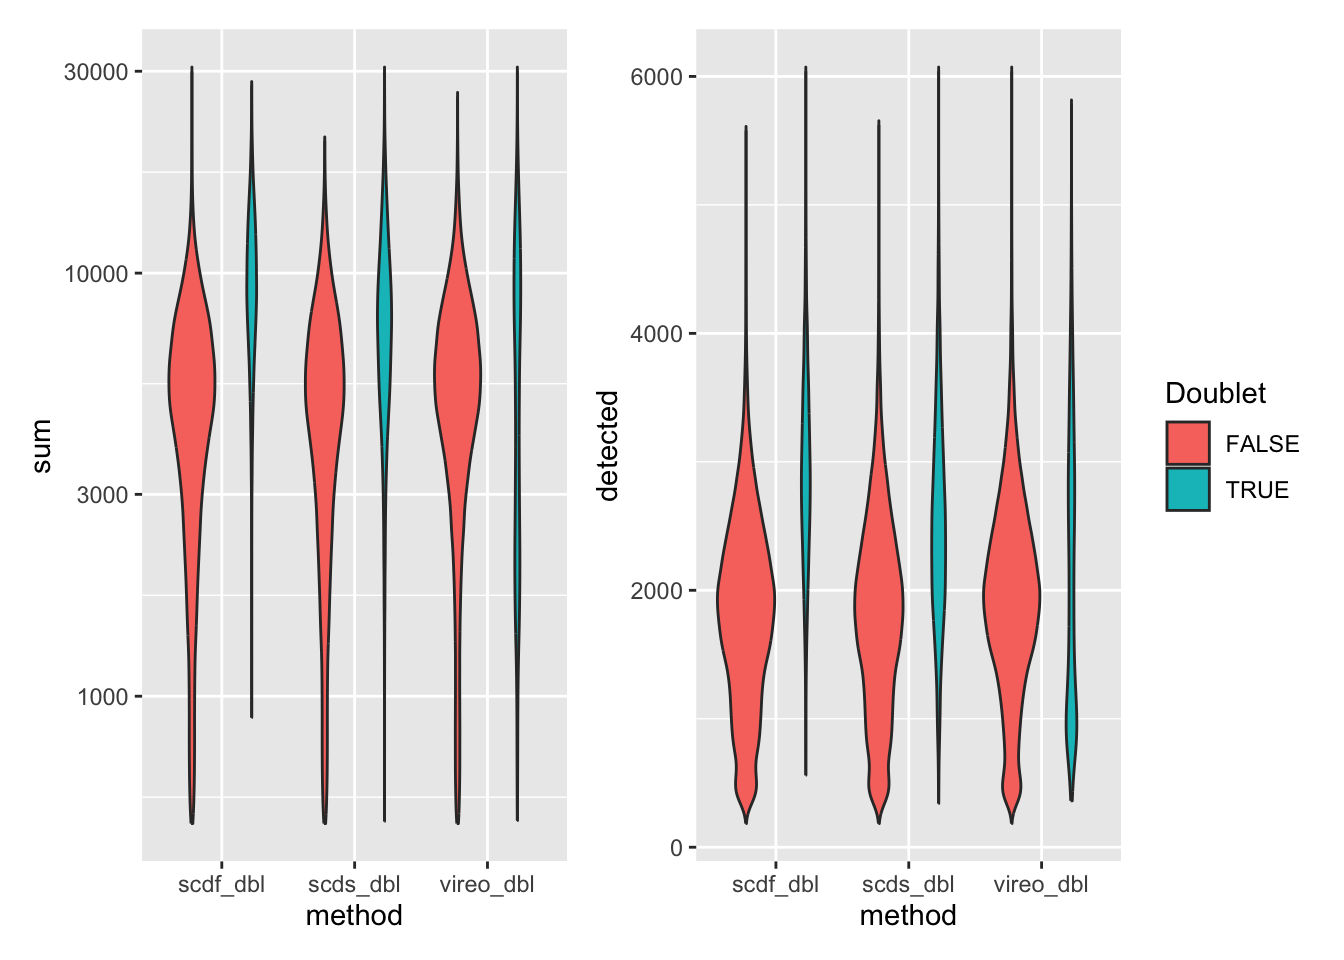 30000
10000
3000
1000
sum
scdf_dbl scds_dbl vireo_dbl
method
6000
4000
2000
0
detected
scdf_dbl scds_dbl vireo_dbl
method
Doublet
FALSE
TRUE